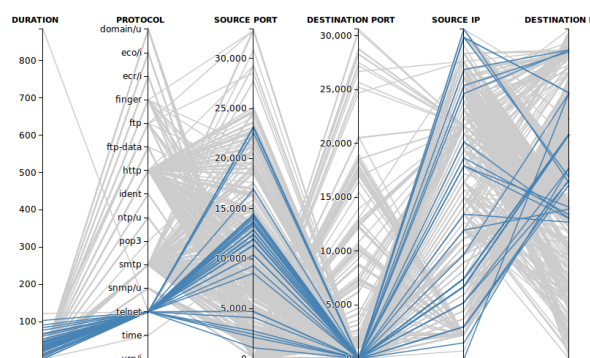 DURATION PROTOCOL SOURCE PORT DESTINATION PORT SOURCE IP DESTINATION
domain/u
30,000
800
eco/i
30,000
ecr/i
700
finger
25,000
25,000
600
ftp
ftp-data
20,000
20,000
500
http
400
ident
15,000
15,000
ntp/u
300
pop3
10,000
10,000
200
smtp
snmp/u
5,000
5,000
100
telnet
time
0
0
urp/i